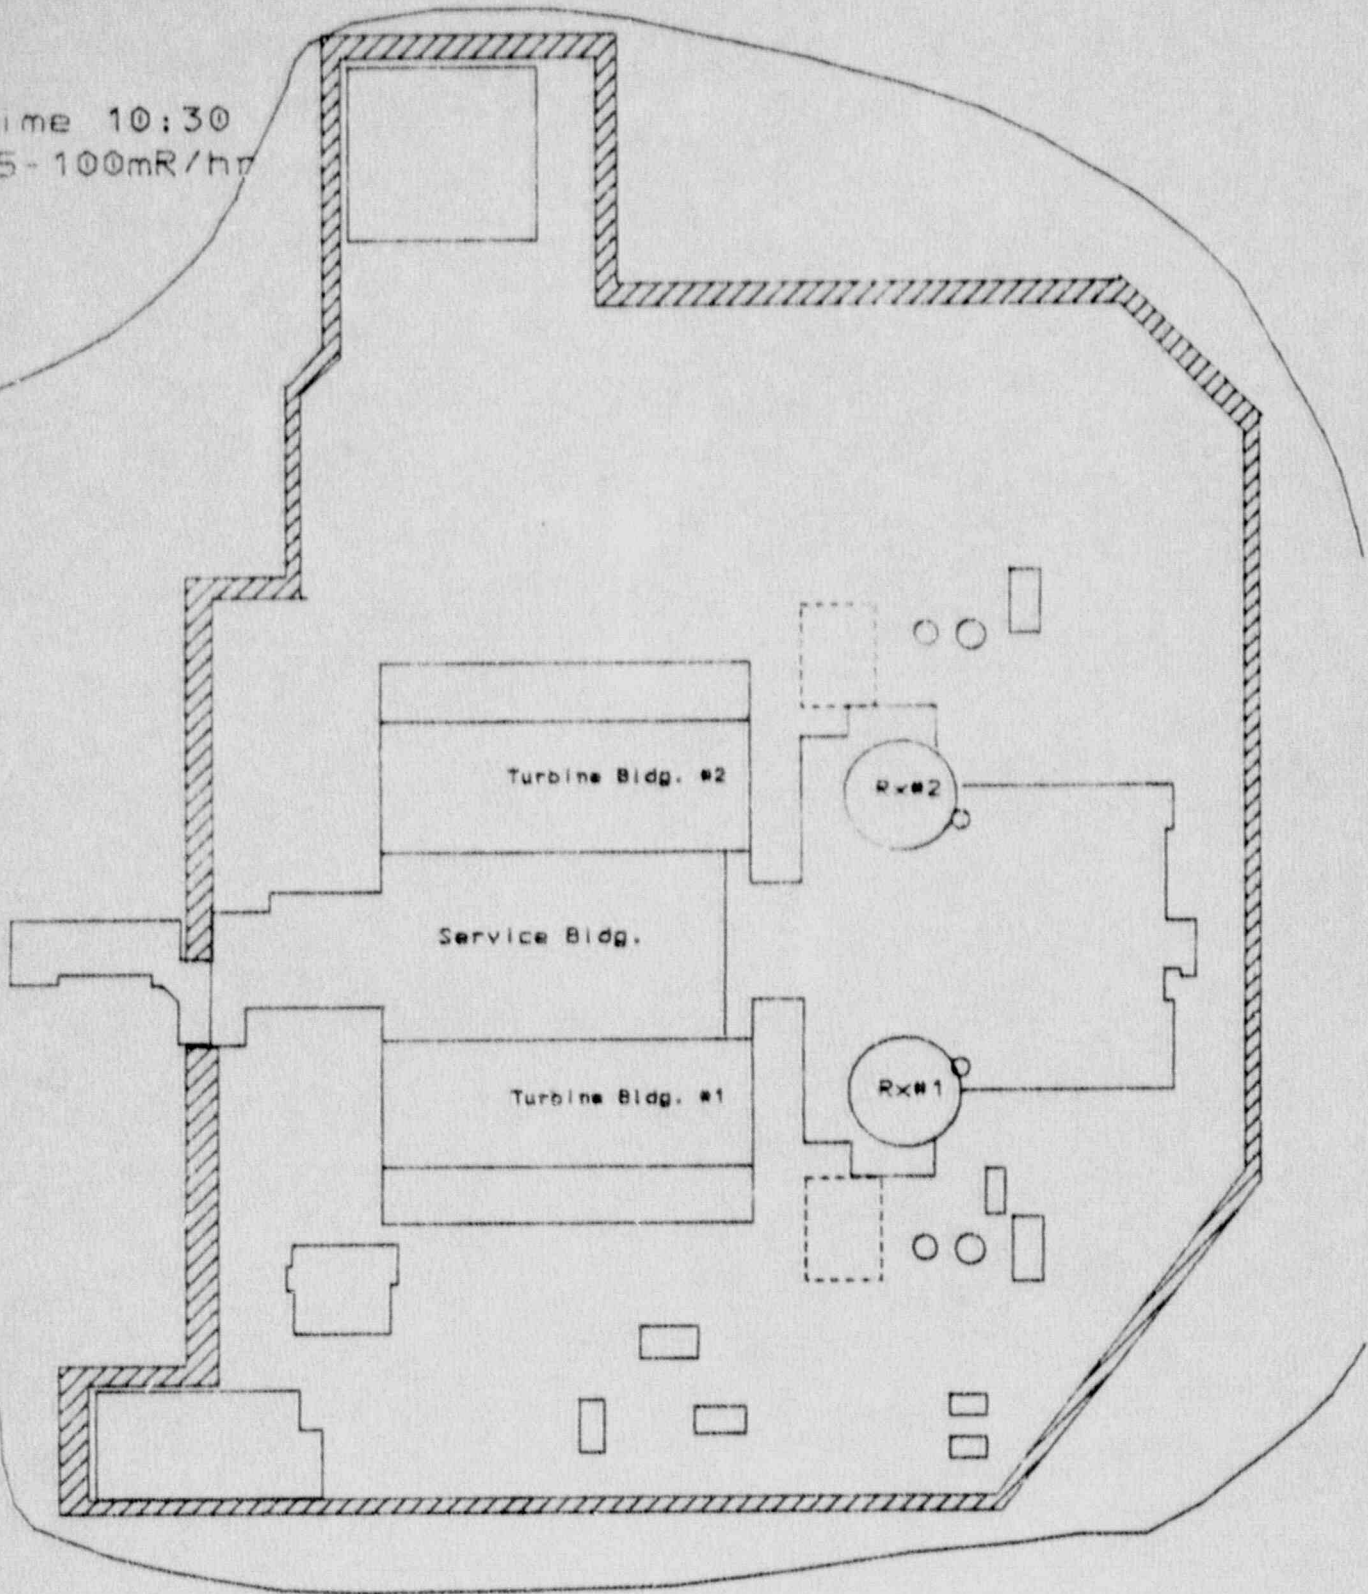 ime 10:30
5-100mR/hr
Turbine Bldg. #2
Rx#2
Service Bldg.
Turbine Bldg. #1
Rx#1